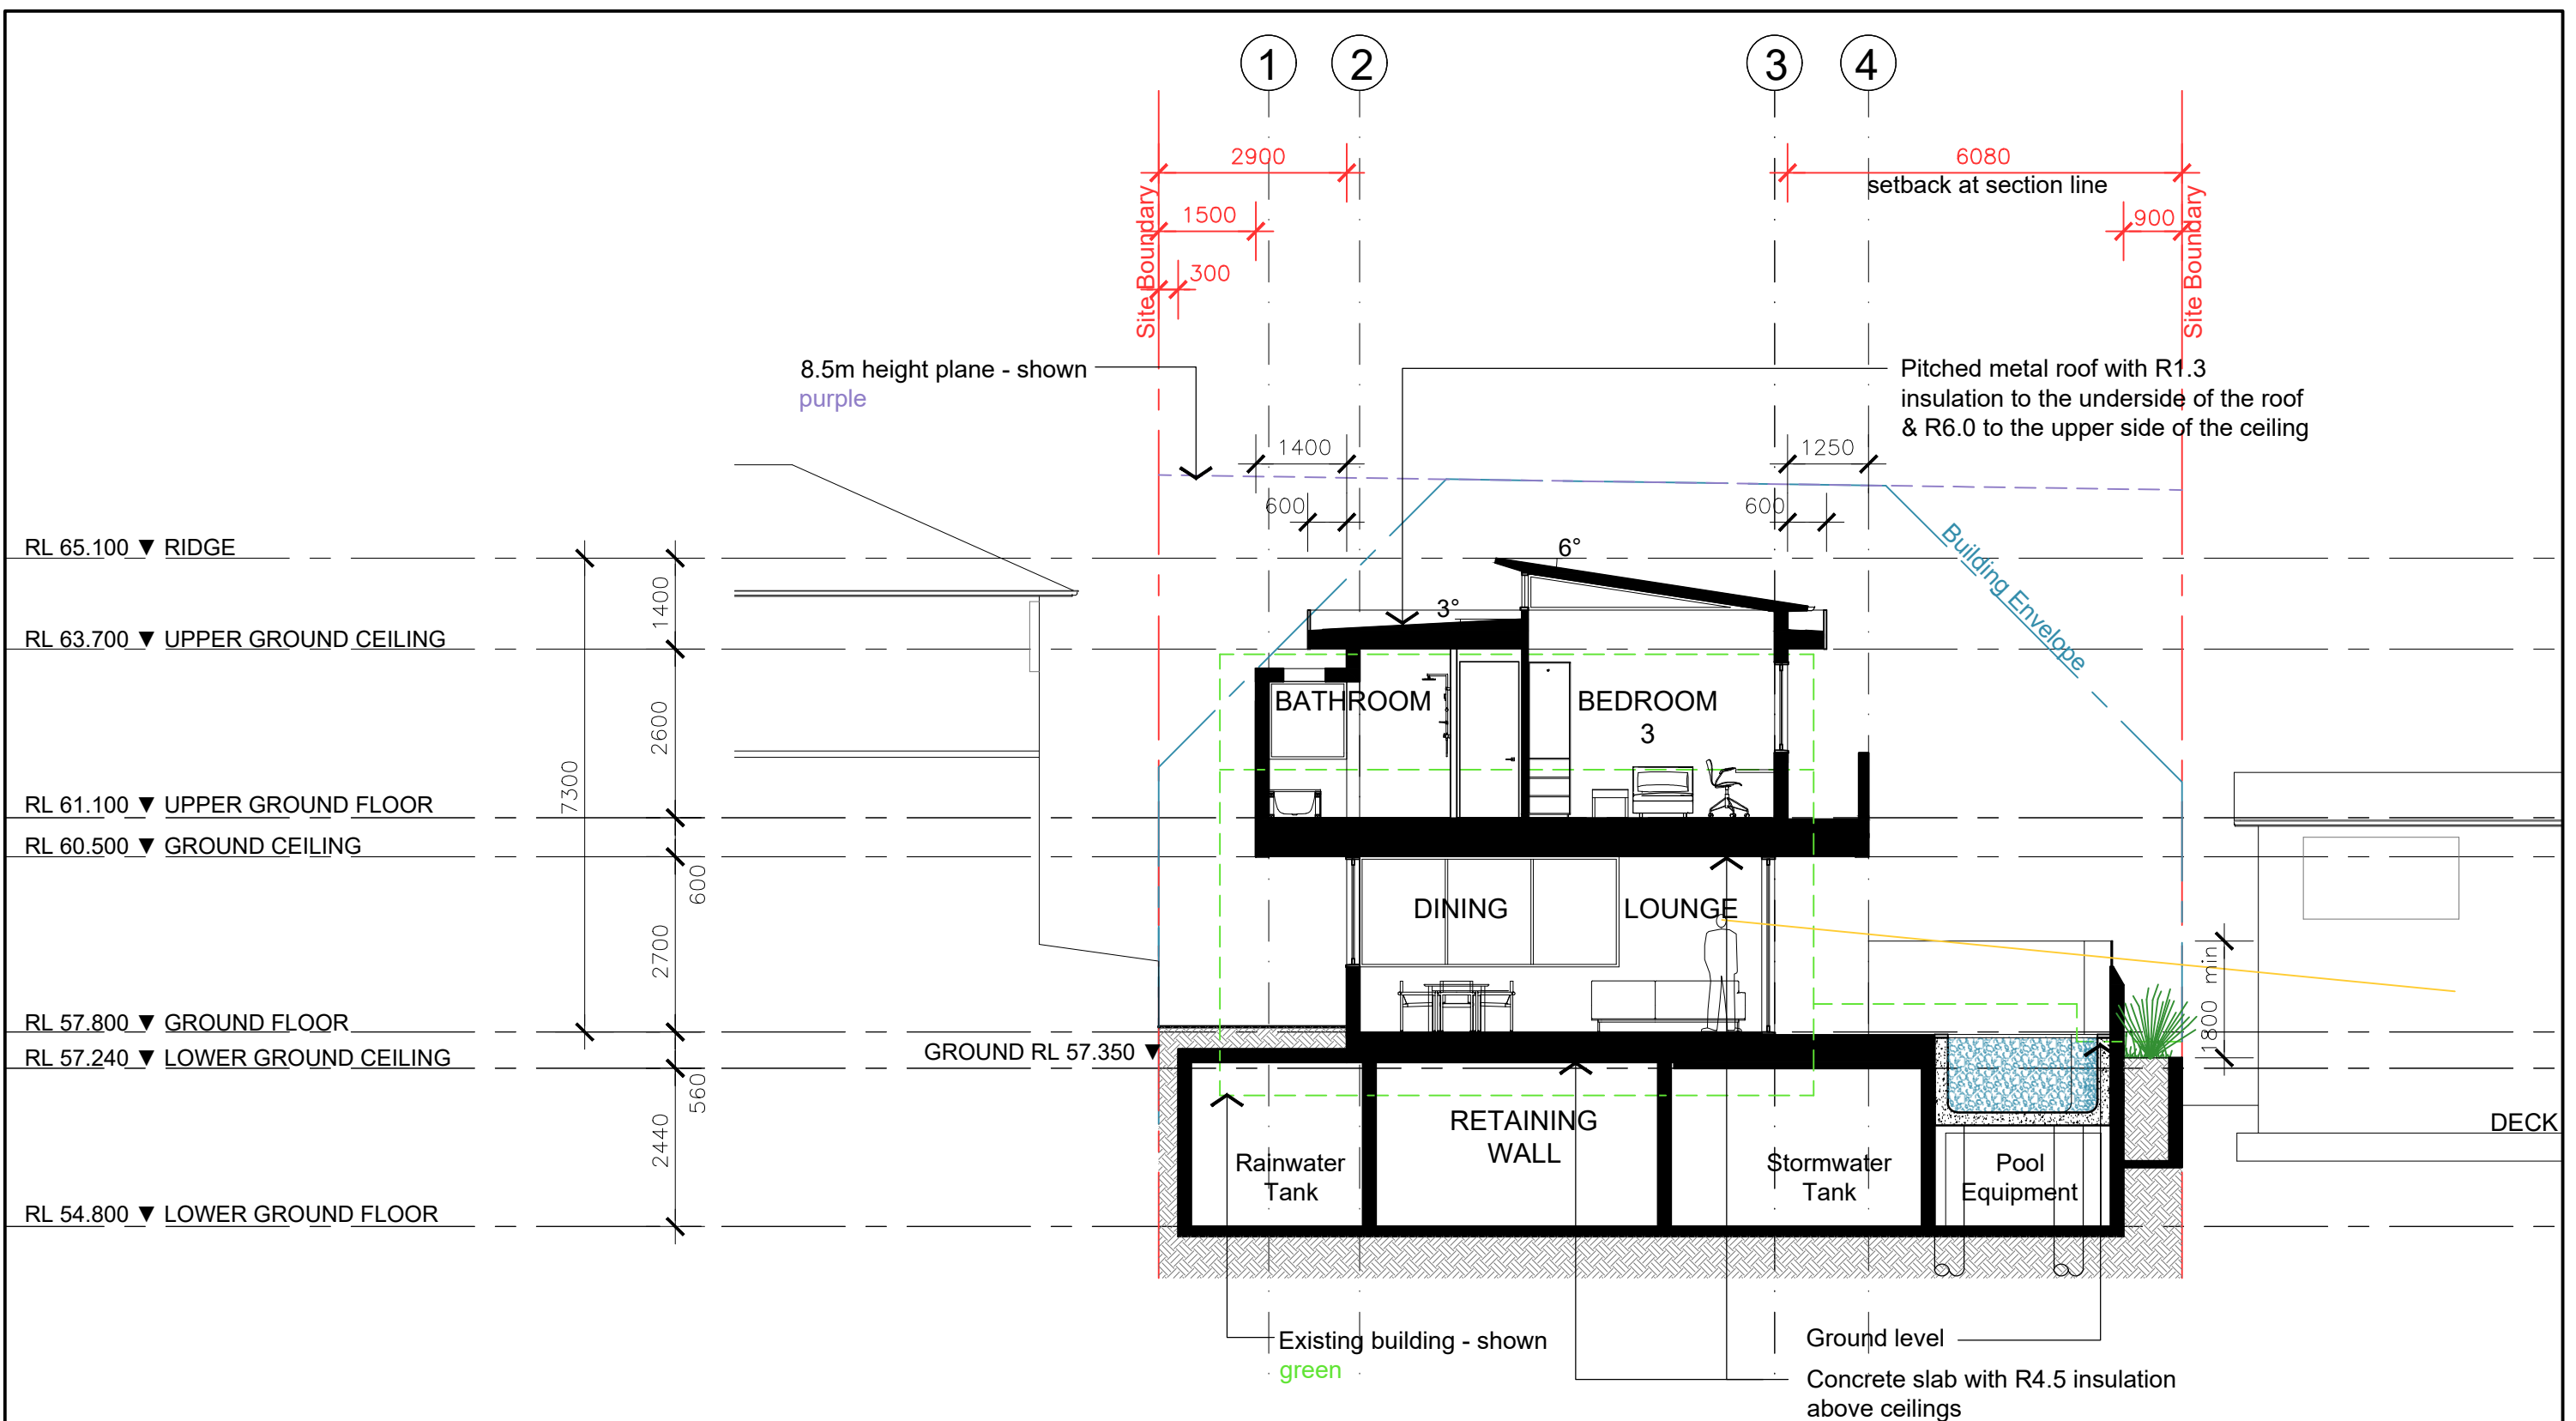 1
2
3
4
2900
6080
setback at section line
1500
900
300
Site Boundary
Site Boundary
8.5m height plane - shown
purple
Pitched metal roof with R1.3
insulation to the underside of the roof
& R6.0 to the upper side of the ceiling
1400
1250
600
600
Building Envelope
6°
3°
RL 65.100 ▼ RIDGE
1400
RL 63.700 ▼ UPPER GROUND CEILING
2600
BATHROOM
BEDROOM
3
7300
RL 61.100 ▼ UPPER GROUND FLOOR
RL 60.500 ▼ GROUND CEILING
600
DINING
LOUNGE
2700
1800 min
RL 57.800 ▼ GROUND FLOOR
GROUND RL 57.350 ▼
RL 57.240 ▼ LOWER GROUND CEILING
560
2440
RETAINING
WALL
DECK
Rainwater
Tank
Stormwater
Tank
Pool
Equipment
RL 54.800 ▼ LOWER GROUND FLOOR
Existing building - shown
green
Ground level
Concrete slab with R4.5 insulation
above ceilings